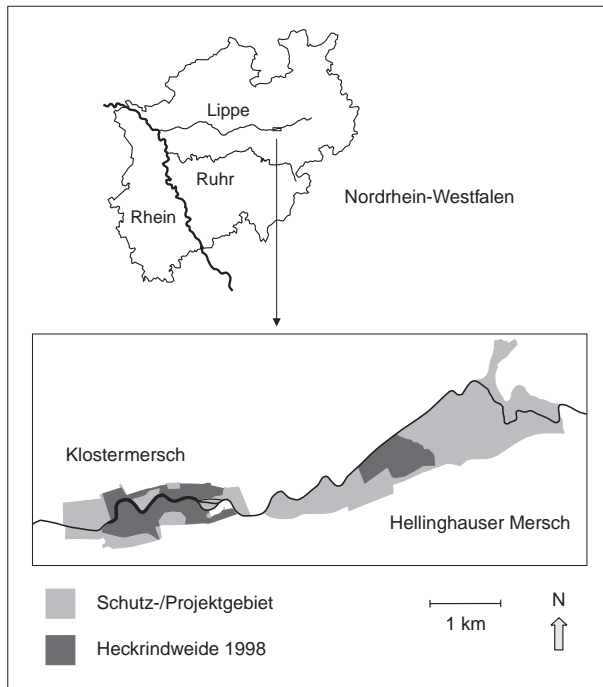 Lippe
Ruhr
Nordrhein-Westfalen
Rhein
Klostermersch
Hellinghauser Mersch
Schutz-/Projektgebiet
Heckrindweide 1998
1 km
N